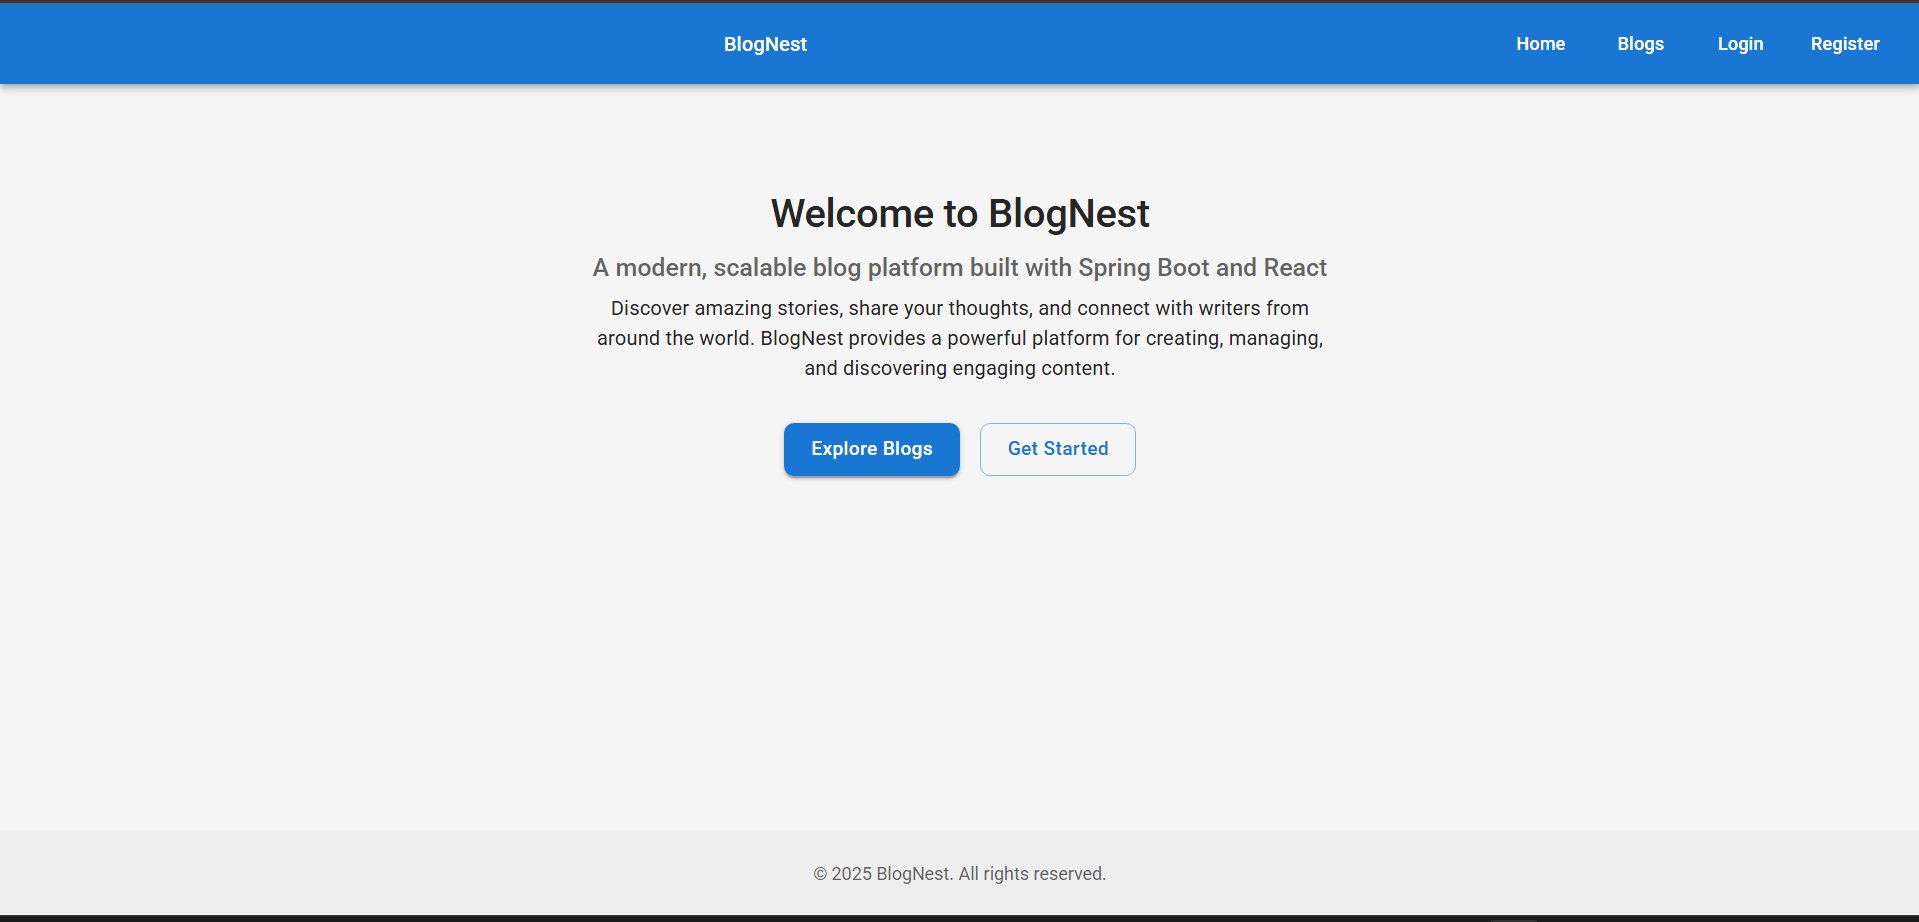 BlogNest
Home
Blogs
Login
Register
Welcome to BlogNest
A modern, scalable blog platform built with Spring Boot and React
Discover amazing stories, share your thoughts, and connect with writers from
around the world. BlogNest provides a powerful platform for creating, managing,
and discovering engaging content.
Explore Blogs
Get Started
© 2025 BlogNest. All rights reserved.